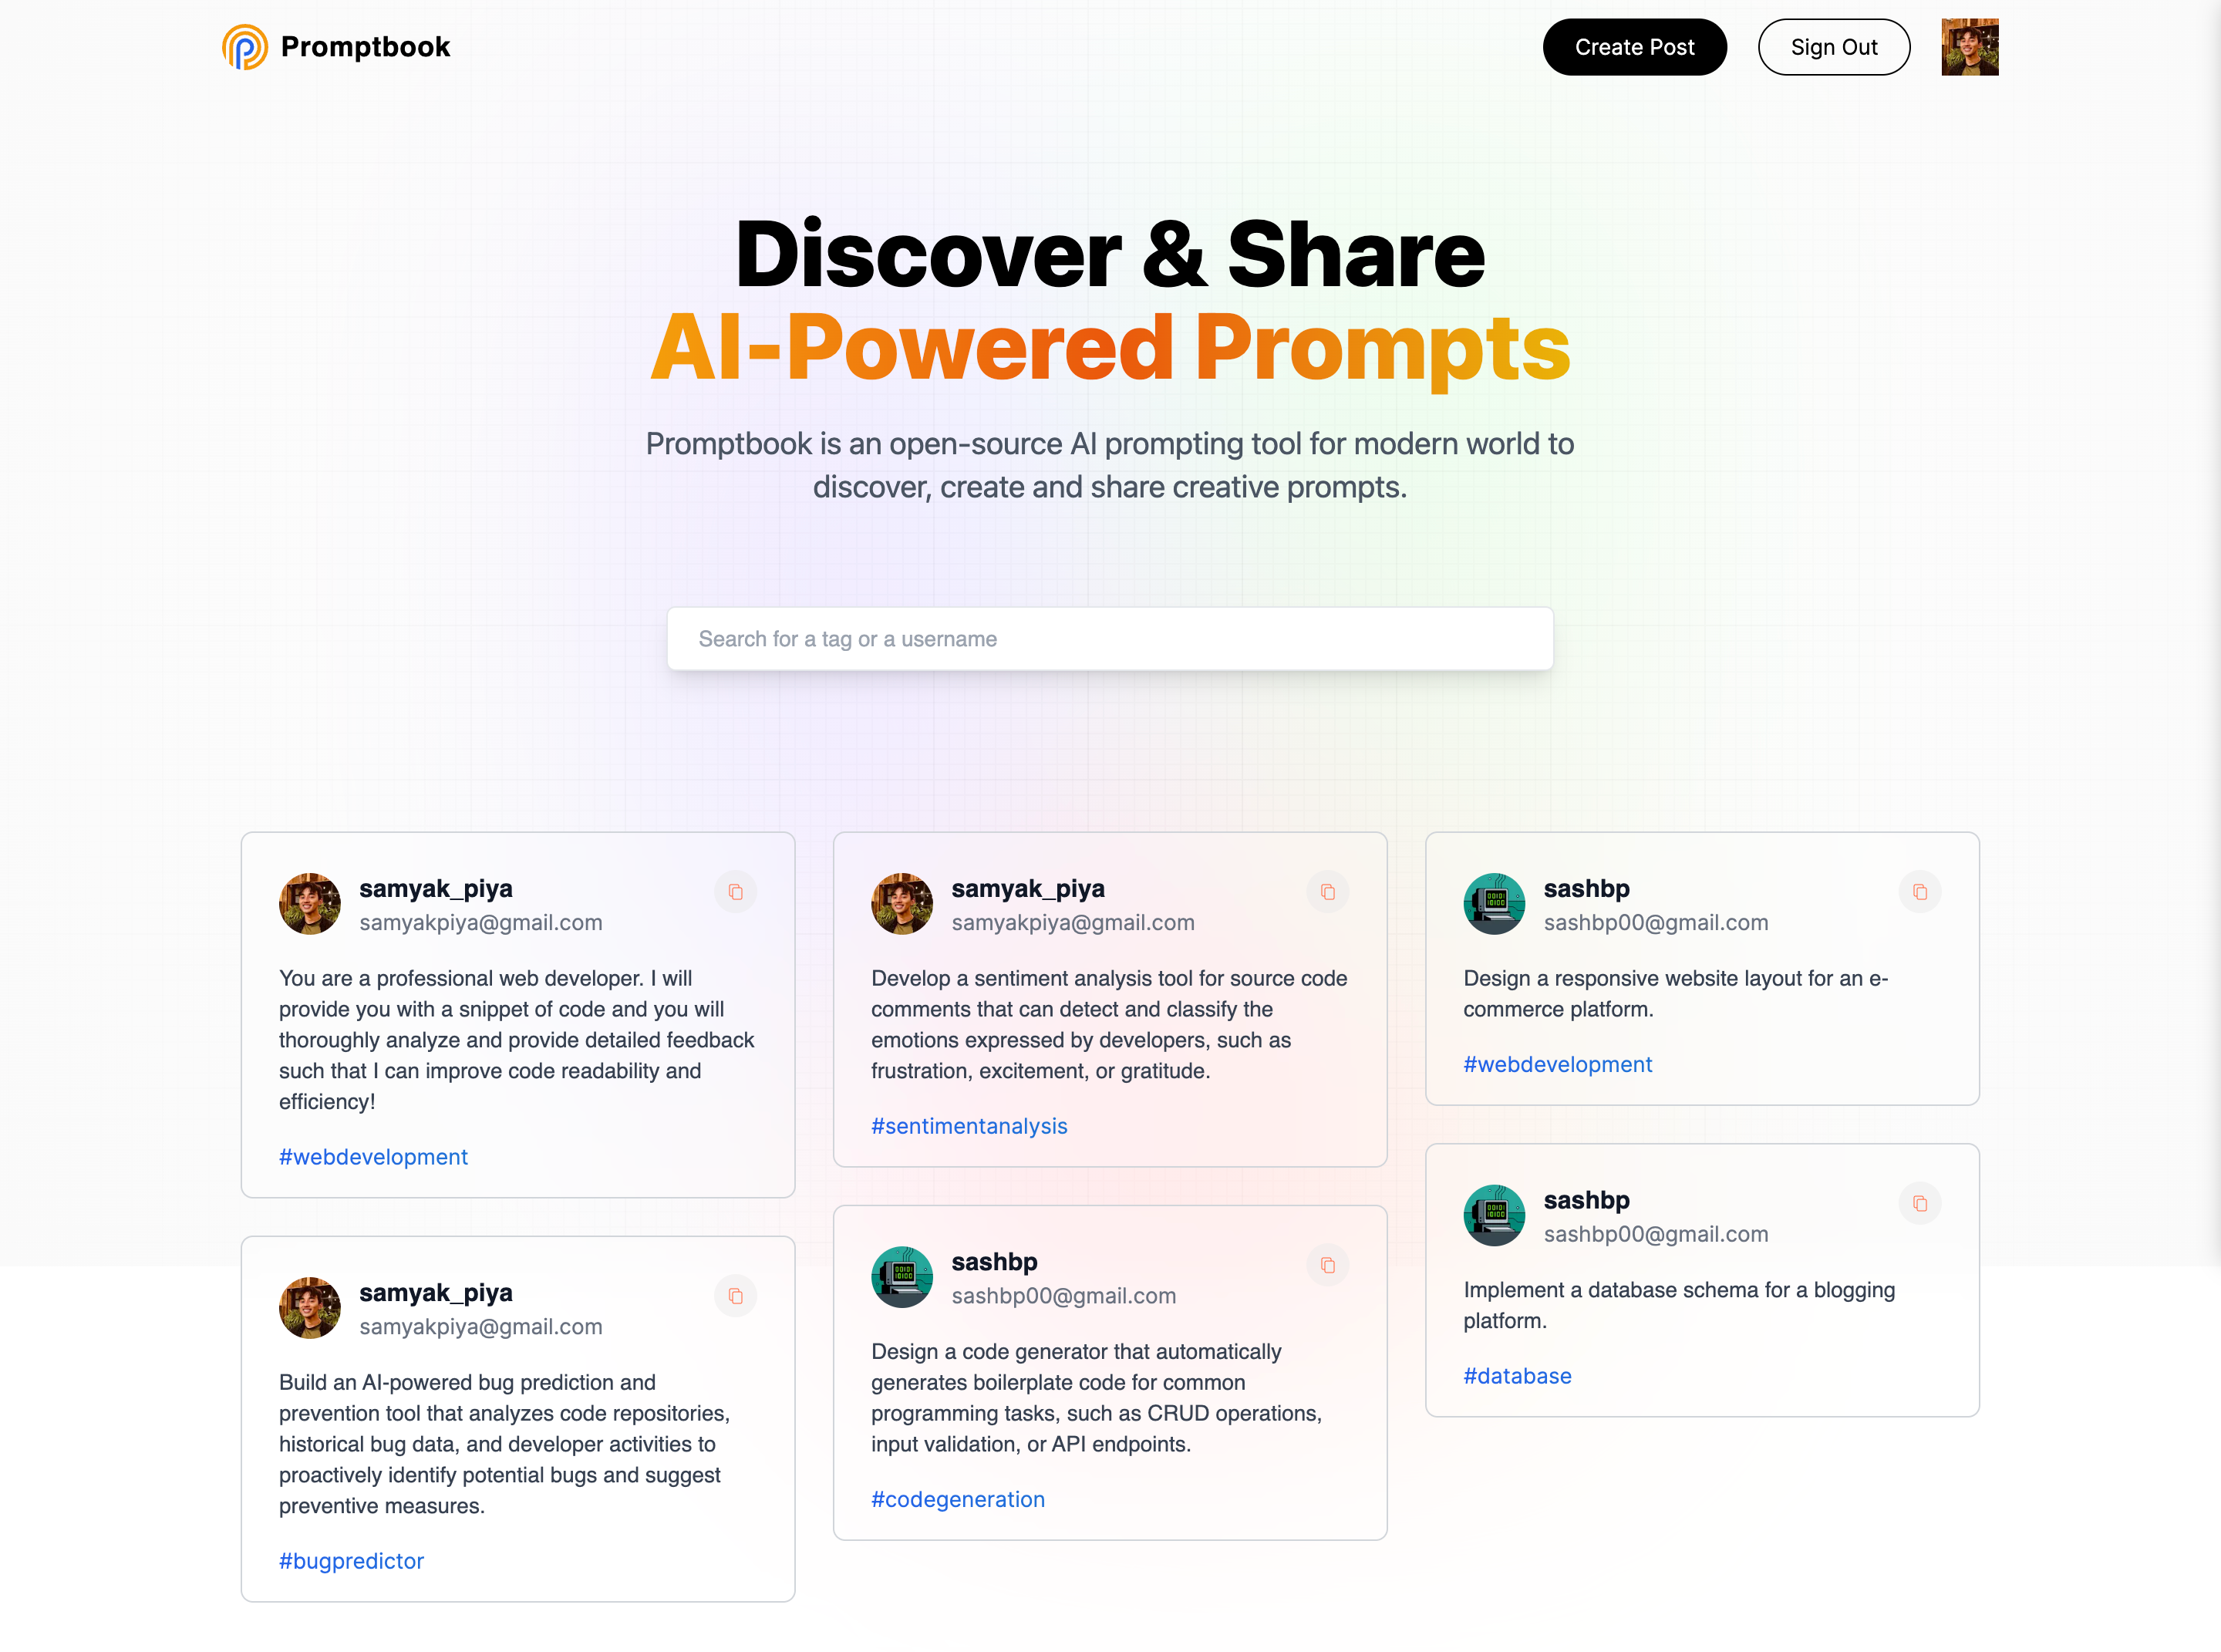 Promptbook
Create Post
Sign Out
Discover & Share
AI-Powered Prompts
Promptbook is an open-source AI prompting tool for modern world to
discover, create and share creative prompts.
Search for a tag or a username
samyak_piya
samyakpiya@gmail.com
You are a professional web developer. I will
provide you with a snippet of code and you will
thoroughly analyze and provide detailed feedback
such that I can improve code readability and
efficiency!
#webdevelopment
samyak_piya
samyakpiya@gmail.com
Build an AI-powered bug prediction and
prevention tool that analyzes code repositories,
historical bug data, and developer activities to
proactively identify potential bugs and suggest
preventive measures.
#bugpredictor
samyak_piya
samyakpiya@gmail.com
Develop a sentiment analysis tool for source code
comments that can detect and classify the
emotions expressed by developers, such as
frustration, excitement, or gratitude.
#sentimentanalysis
00101
10100
sashbp
sashbp00@gmail.com
Design a code generator that automatically
generates boilerplate code for common
programming tasks, such as CRUD operations,
input validation, or API endpoints.
#codegeneration
00101
10100
sashbp
sashbp00@gmail.com
Design a responsive website layout for an e-
commerce platform.
#webdevelopment
00101
10100
sashbp
sashbp00@gmail.com
Implement a database schema for a blogging
platform.
#database